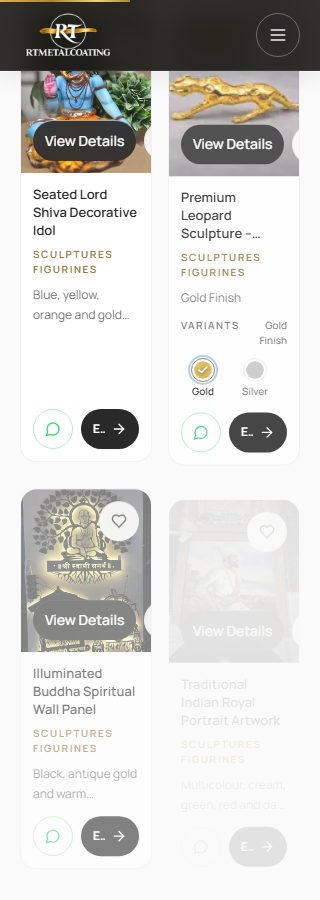 RT
RTMETALCOATING
View Details
View Details
Seated Lord
Shiva Decorative
Idol
SCULPTURES
FIGURINES
Blue, yellow,
orange and gold...
E..
Premium
Leopard
Sculpture –...
SCULPTURES
FIGURINES
Gold Finish
VARIANTS
Gold
Finish
Gold
Silver
E..
॥ श्री स्वामी समर्थ ॥
View Details
Illuminated
Buddha Spiritual
Wall Panel
SCULPTURES
FIGURINES
Black, antique gold
and warm...
E..
View Details
Traditional
Indian Royal
Portrait Artwork
SCULPTURES
FIGURINES
Multicolour, cream,
green, red and da...
E..